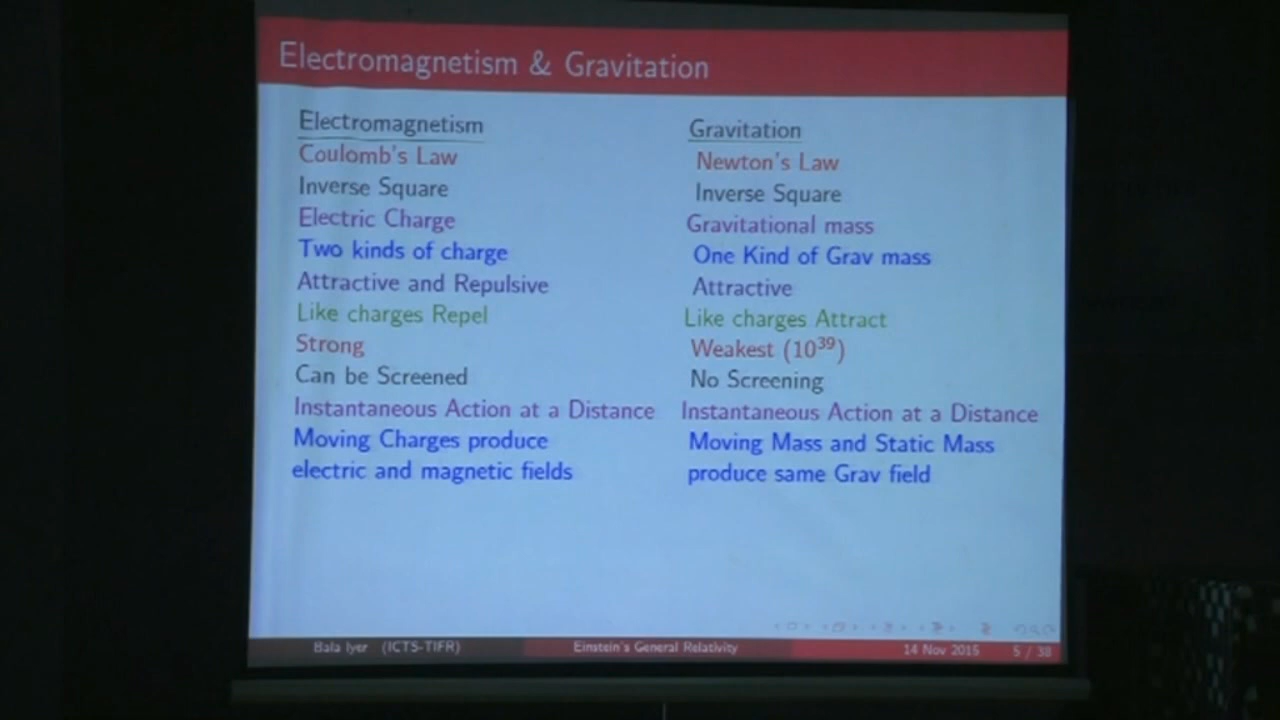 Electromagnetism & Gravitation
Electromagnetism
Coulomb's Law
Inverse Square
Electric Charge
Two kinds of charge
Attractive and Repulsive
Like charges Repel
Strong
Can be Screened
Instantaneous Action at a Distance
Moving Charges produce
electric and magnetic fields
Gravitation
Newton's Law
Inverse Square
Gravitational mass
One Kind of Grav mass
Attractive
Like charges Attract
Weakest (10³⁹)
No Screening
Instantaneous Action at a Distance
Moving Mass and Static Mass
produce same Grav field
Bala Iyer (ICTS-TIFR)
Einstein's General Relativity
14 Nov 2015
5 / 38